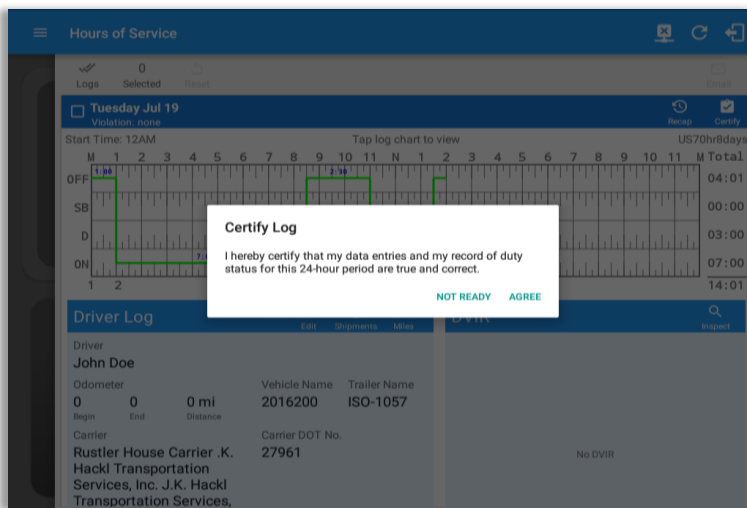 Hours of Service
0
Logs Selected Reset
Email
Tuesday Jul 19
Violation: none
Recap Certify
Start Time: 12AM Tap log chart to view US70hr8days
M 1 2 3 4 5 6 7 8 9 10 11 N 1 2 3 4 5 6 7 8 9 10 11 M Total
OFF 1:00 2:30 04:01
SB 00:00
D 03:00
ON 07:00
1 2 14:01
Certify Log
I hereby certify that my data entries and my record of duty
status for this 24-hour period are true and correct.
NOT READY AGREE
Driver Log
Edit Shipments Miles
DVIR
Inspect
Driver
John Doe
Odometer Vehicle Name Trailer Name
0 0 0 mi 2016200 ISO-1057
Begin End Distance
Carrier Carrier DOT No.
Rustler House Carrier .K. 27961
Hackl Transportation
Services, Inc. J.K. Hackl
Transportation Services,
No DVIR